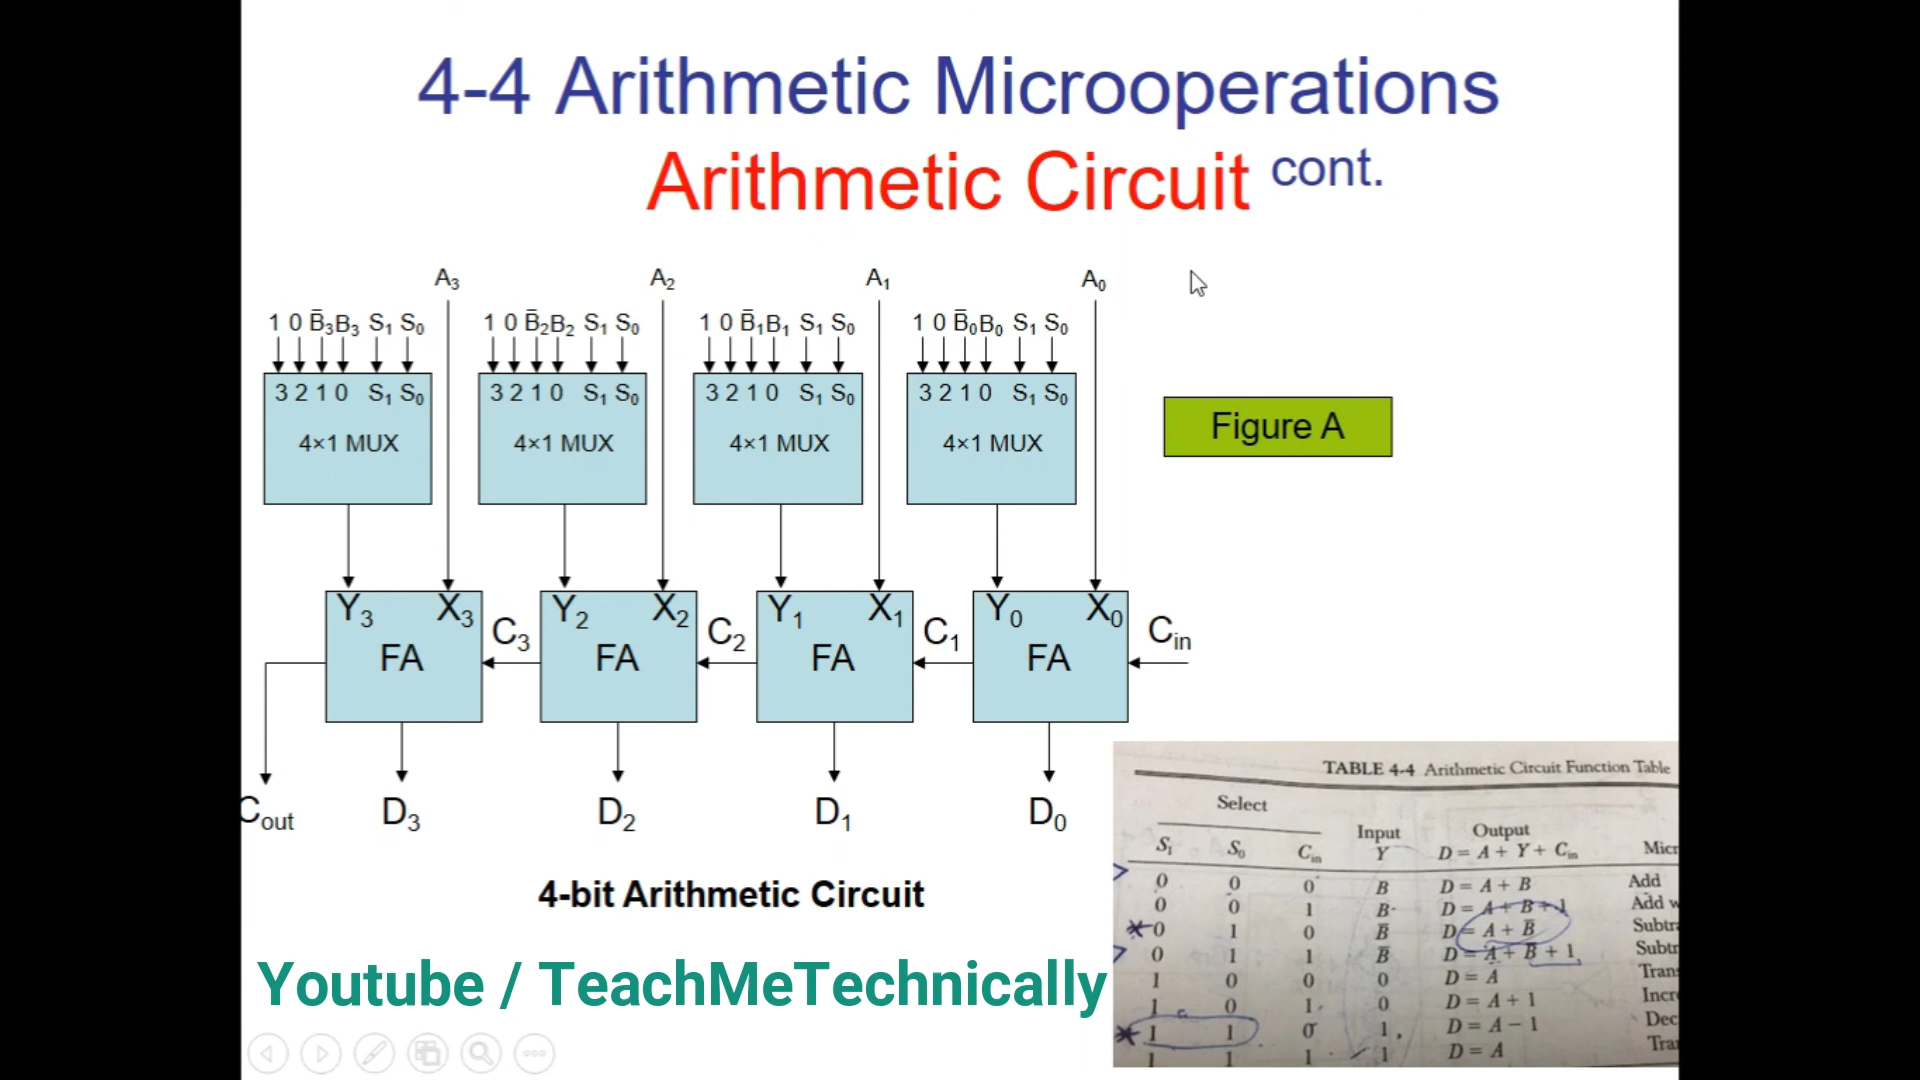 4-4 Arithmetic Microoperations
Arithmetic Circuit cont.
A₃ A₂ A₁ A₀
1 0 B̅₃ B₃ S₁ S₀ 1 0 B̅₂ B₂ S₁ S₀ 1 0 B̅₁ B₁ S₁ S₀ 1 0 B̅₀ B₀ S₁ S₀
3 2 1 0 S₁ S₀ 3 2 1 0 S₁ S₀ 3 2 1 0 S₁ S₀ 3 2 1 0 S₁ S₀
4×1 MUX 4×1 MUX 4×1 MUX 4×1 MUX
Figure A
Y₃ X₃ Y₂ X₂ Y₁ X₁ Y₀ X₀
C₃ C₂ C₁ Cin
FA FA FA FA
Cout D₃ D₂ D₁ D₀
4-bit Arithmetic Circuit
Youtube / TeachMeTechnically
TABLE 4-4 Arithmetic Circuit Function Table
Select
Input Output
S₁ S₀ Cin Y D = A + Y + Cin
0 0 0 B D = A + B Add
0 0 1 B D = A + B + 1 Add
0 1 0 B̅ D = A + B̅
0 1 1 B̅ D = A + B̅ + 1
1 0 0 0 D = A
1 0 1 0 D = A + 1
1 1 0 1 D = A − 1
1 1 1 1 D = A